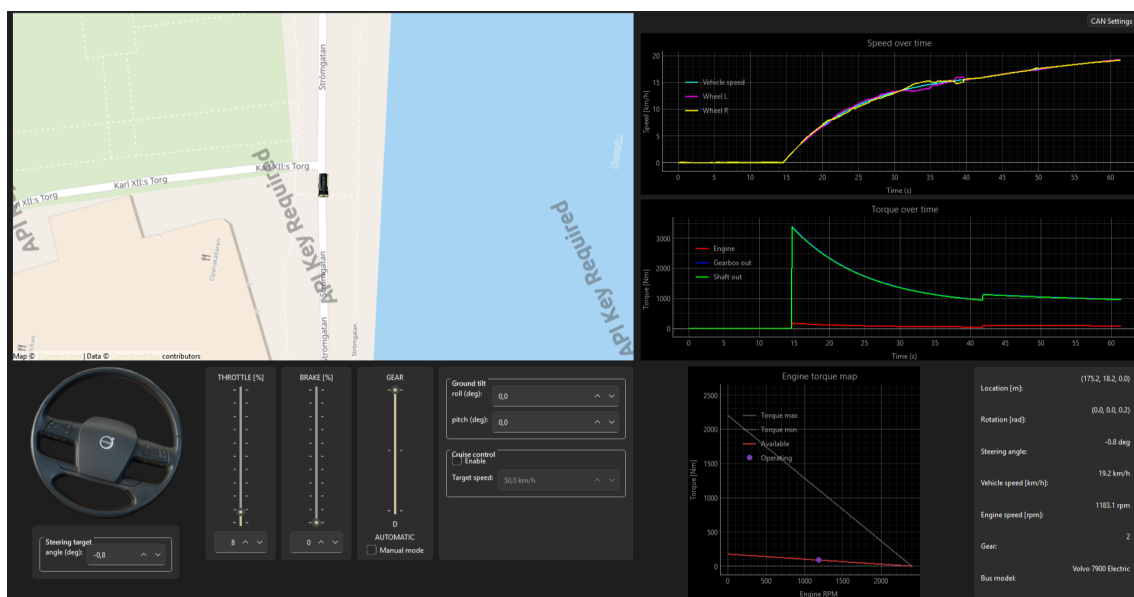 CAN Settings
Strömgatan
Karl XII:s Torg
Karl XII:s Torg
Karl XII:s Torg
API Key Required
API Key Required
Operakällaren
Strömgatan
Strömgatan
Strömgatan
Map © Thunderforest | Data © OpenStreetMap contributors
Speed over time
Speed [km/h]
20
15
10
5
0
Vehicle speed
Wheel L
Wheel R
0 5 10 15 20 25 30 35 40 45 50 55 60
Time (s)
Torque over time
Torque [Nm]
3000
2000
1000
0
Engine
Gearbox out
Shaft out
0 5 10 15 20 25 30 35 40 45 50 55 60
Time (s)
Steering target
angle (deg): -0,8
THROTTLE [%]
8
BRAKE [%]
0
GEAR
D
AUTOMATIC
Manual mode
Ground tilt
roll (deg): 0,0
pitch (deg): 0,0
Cruise control
Enable
Target speed: 50,0 km/h
Engine torque map
Torque [Nm]
2500
2000
1500
1000
500
0
Torque max
Torque min
Available
Operating
0 500 1000 1500 2000
Engine RPM
(175.2, 18.2, 0.0)
Location [m]:
(0.0, 0.0, 0.2)
Rotation [rad]:
-0.8 deg
Steering angle:
19.2 km/h
Vehicle speed [km/h]:
1183.1 rpm
Engine speed [rpm]:
2
Gear:
Volvo 7900 Electric
Bus model: